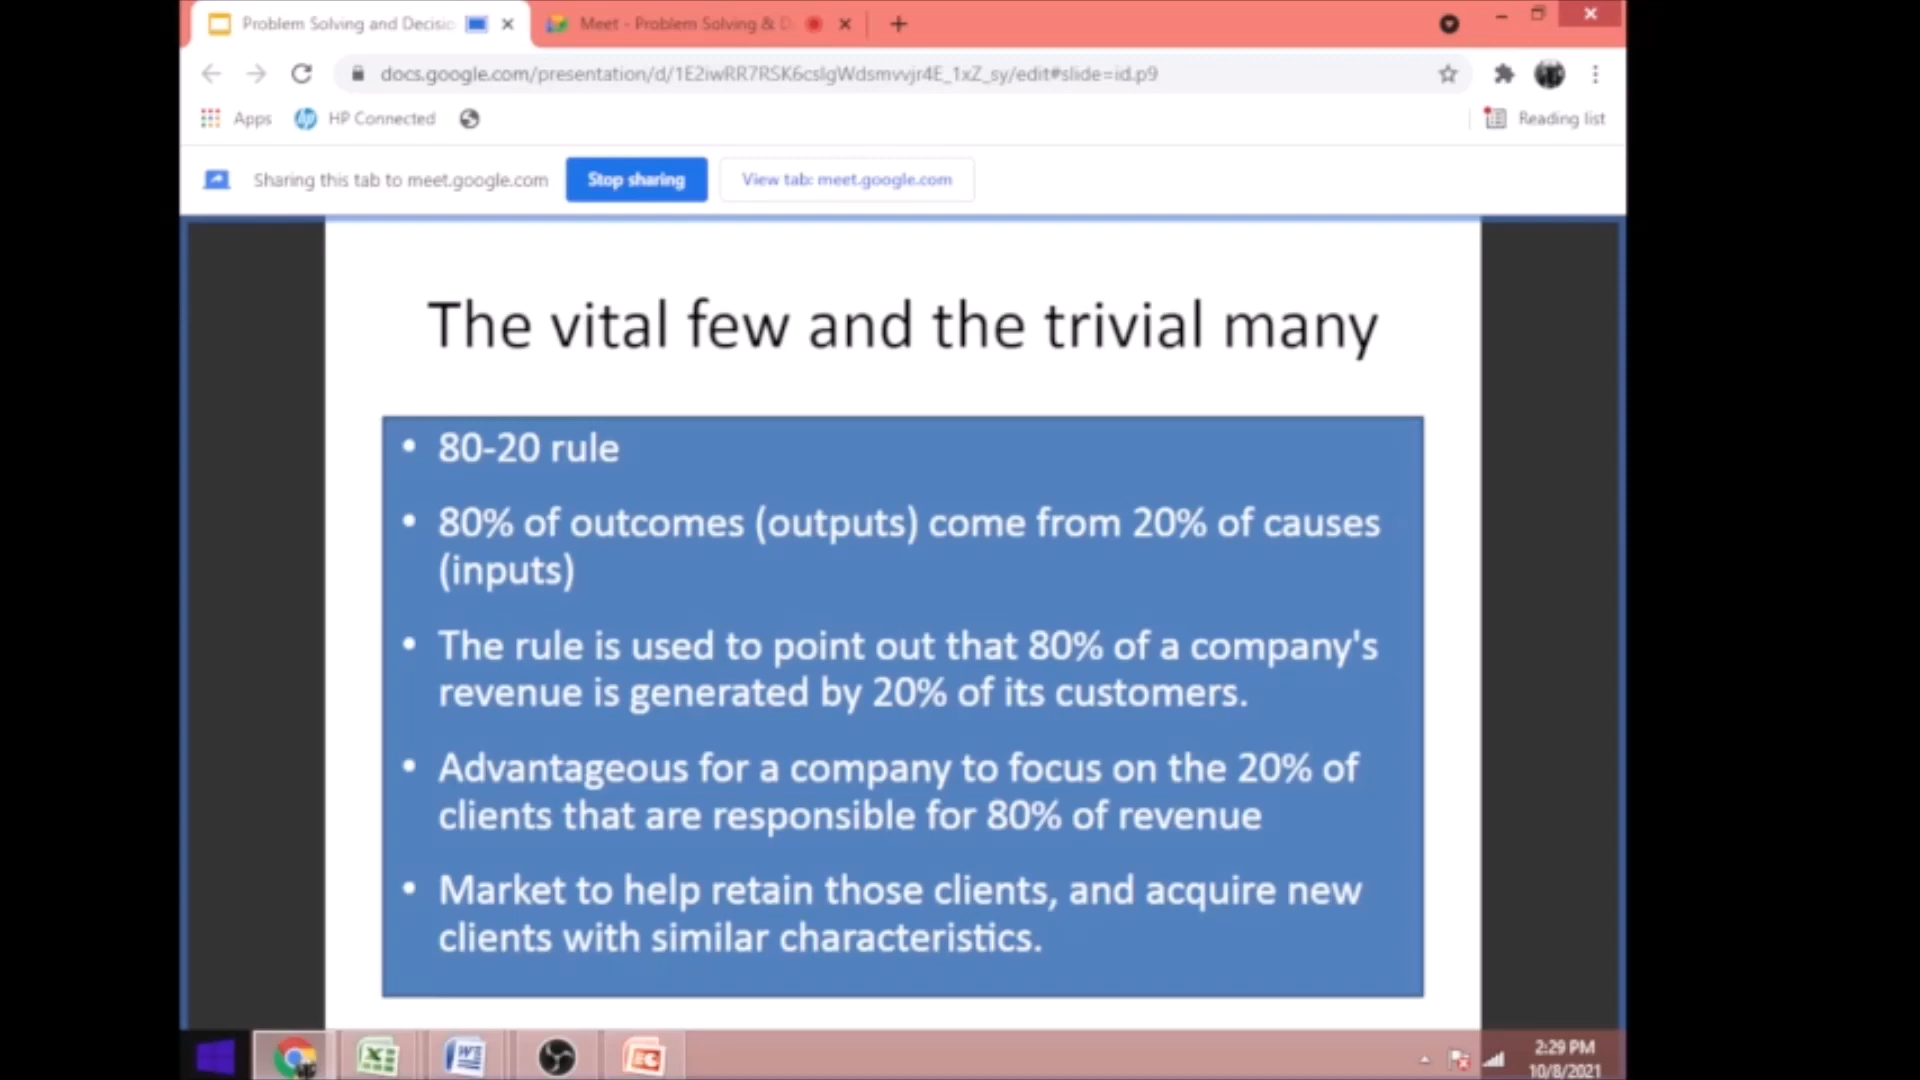 Problem Solving and Decisio
Meet - Problem Solving & D
docs.google.com/presentation/d/1E2iwRR7RSK6cslgWdsmvvjr4E_1xZ_sy/edit#slide=id.p9
Apps
HP Connected
Reading list
Sharing this tab to meet.google.com
Stop sharing
View tab: meet.google.com
The vital few and the trivial many
• 80-20 rule
• 80% of outcomes (outputs) come from 20% of causes
(inputs)
• The rule is used to point out that 80% of a company's
revenue is generated by 20% of its customers.
• Advantageous for a company to focus on the 20% of
clients that are responsible for 80% of revenue
• Market to help retain those clients, and acquire new
clients with similar characteristics.
2:29 PM
10/8/2021